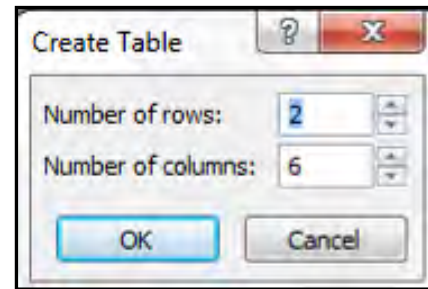 Create Table ? X
Number of rows: 2
Number of columns: 6
OK Cancel